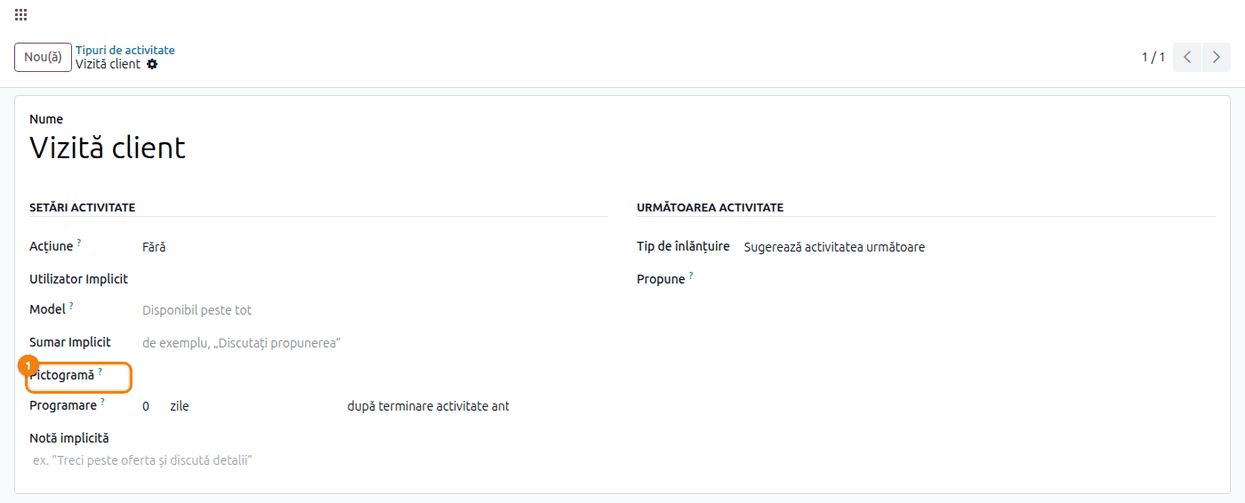 Nou(ă) Tipuri de activitate
Vizită client
1 / 1
Nume
Vizită client
SETĂRI ACTIVITATE
Acțiune ? Fără
Utilizator Implicit
Model ? Disponibil peste tot
Sumar Implicit de exemplu, „Discutați propunerea”
1
Pictogramă ?
Programare ? 0 zile după terminare activitate ant
Notă implicită
ex. "Treci peste oferta și discută detalii"
URMĂTOAREA ACTIVITATE
Tip de înlănțuire Sugerează activitatea următoare
Propune ?